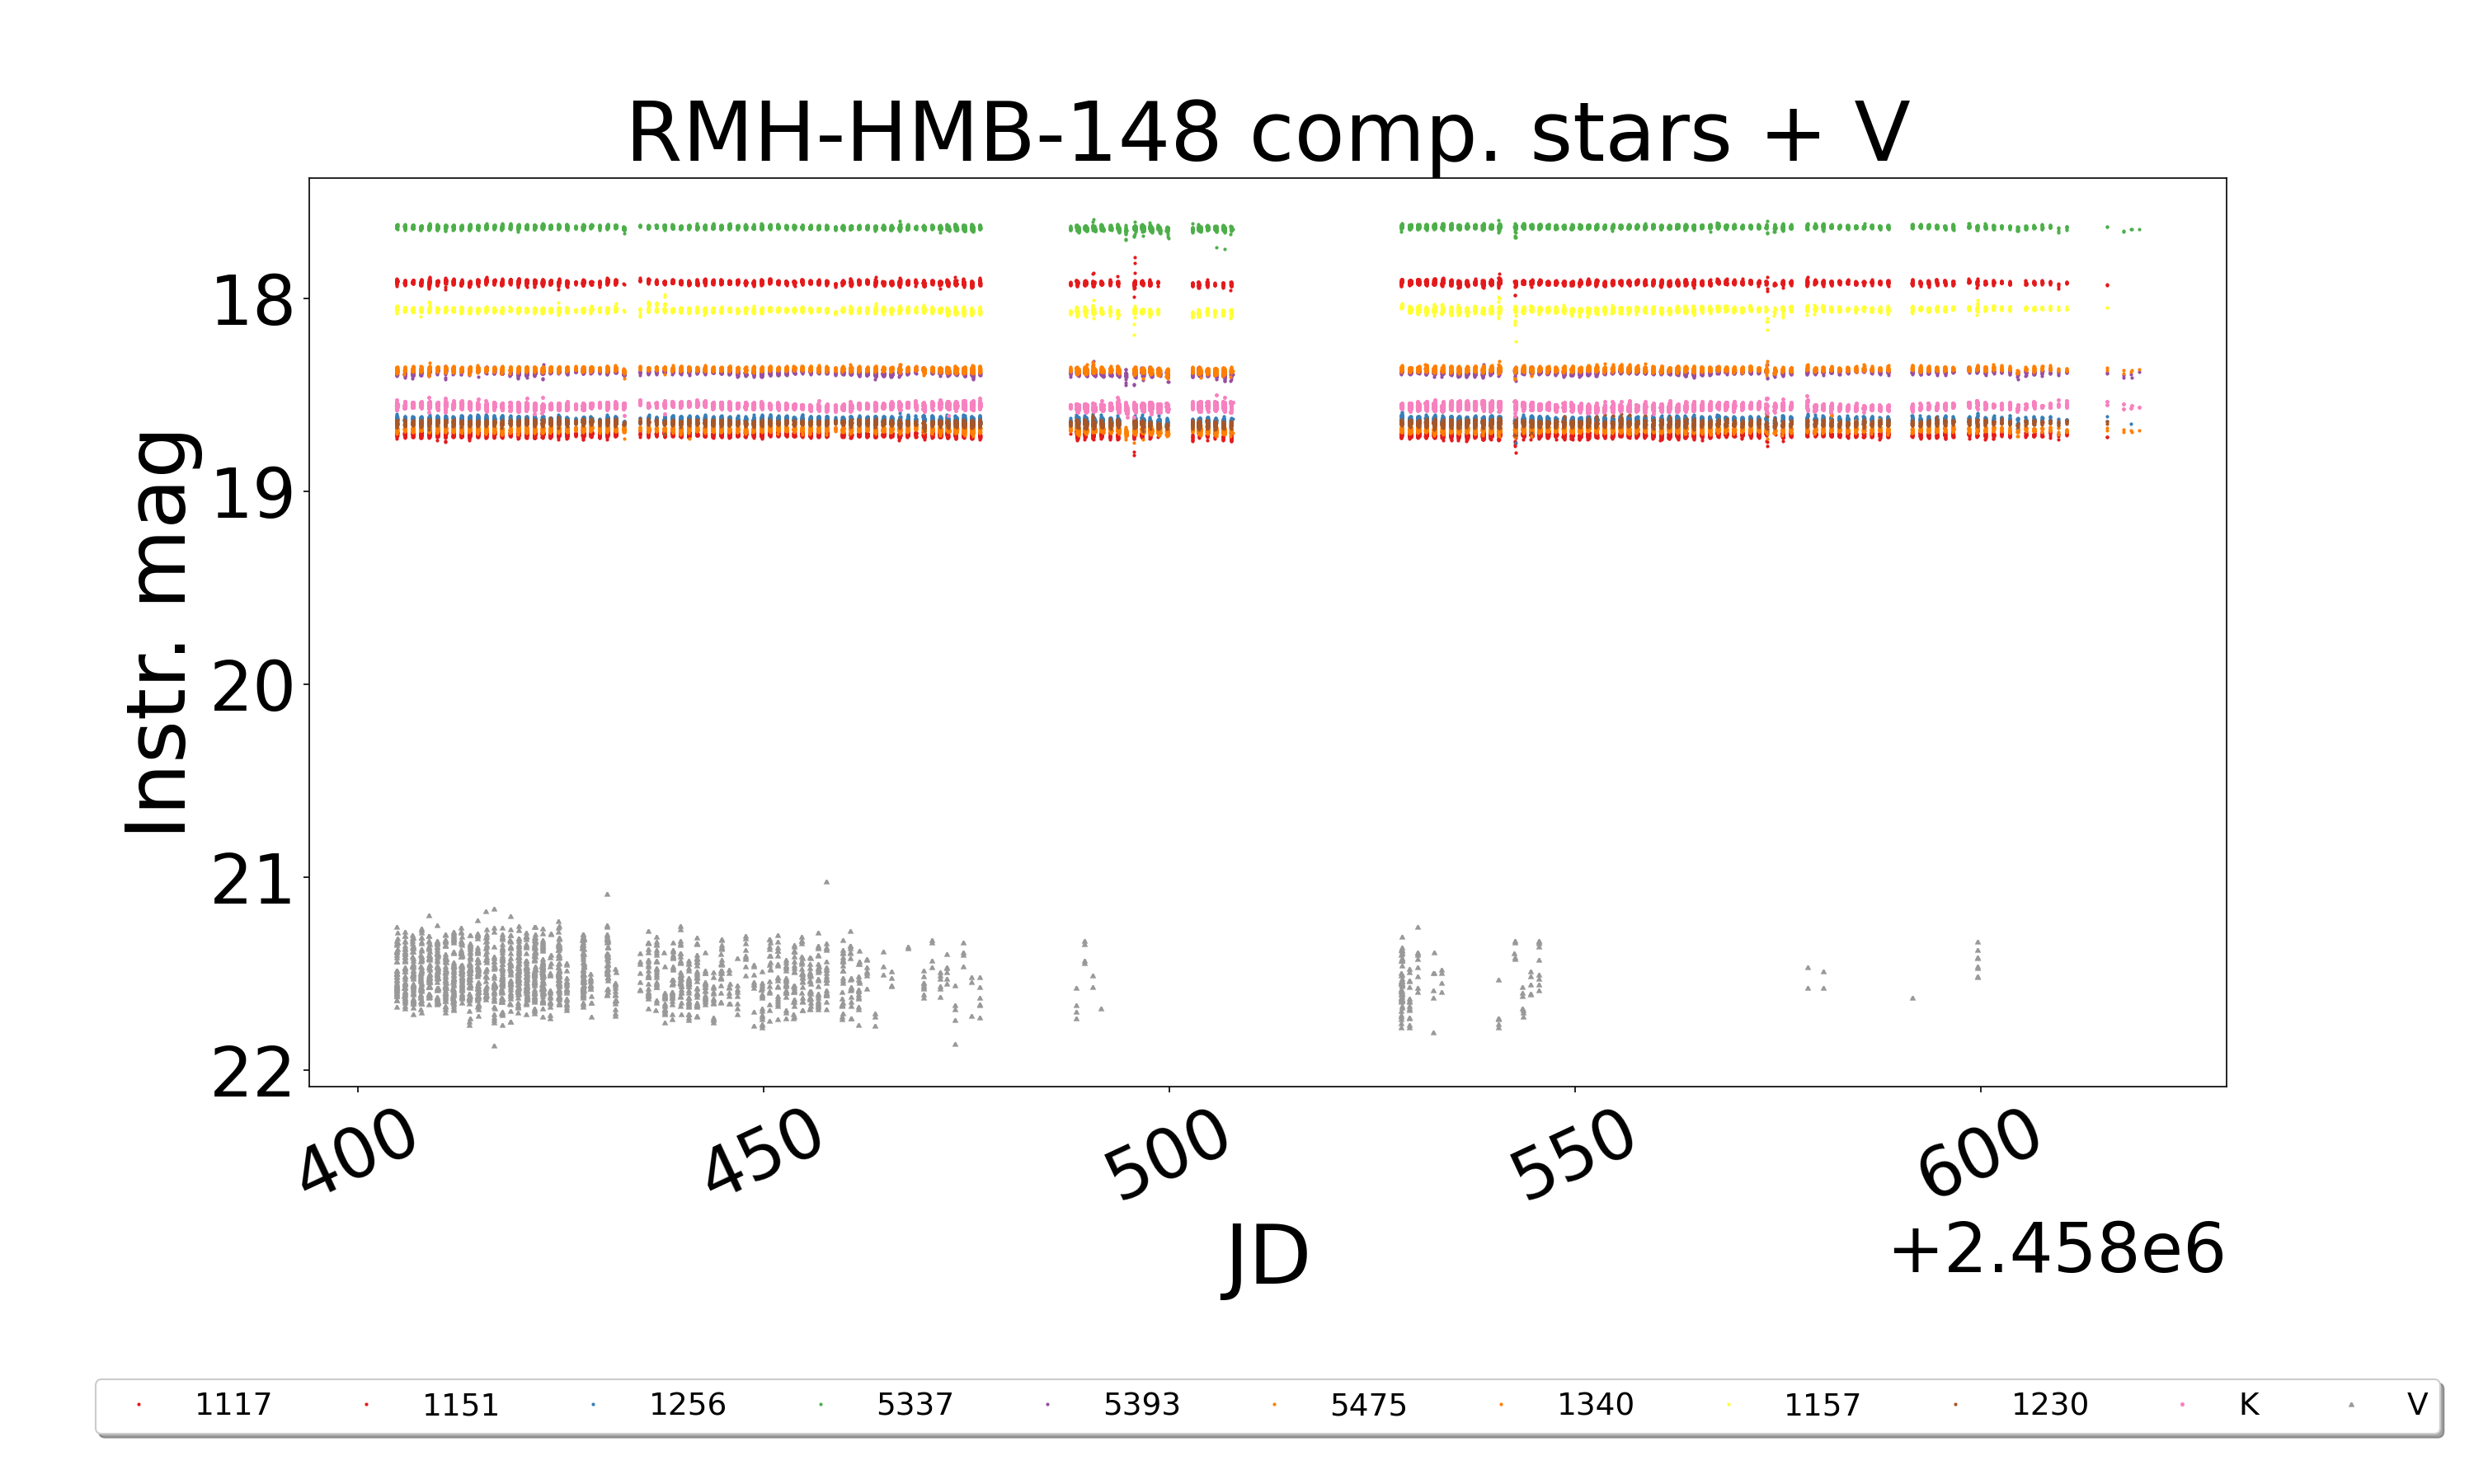 RMH-HMB-148 comp. stars + V
Instr. mag
18
19
20
21
22
400
450
500
550
600
JD
+2.458e6
1117 1151 1256 5337 5393 5475 1340 1157 1230 K V